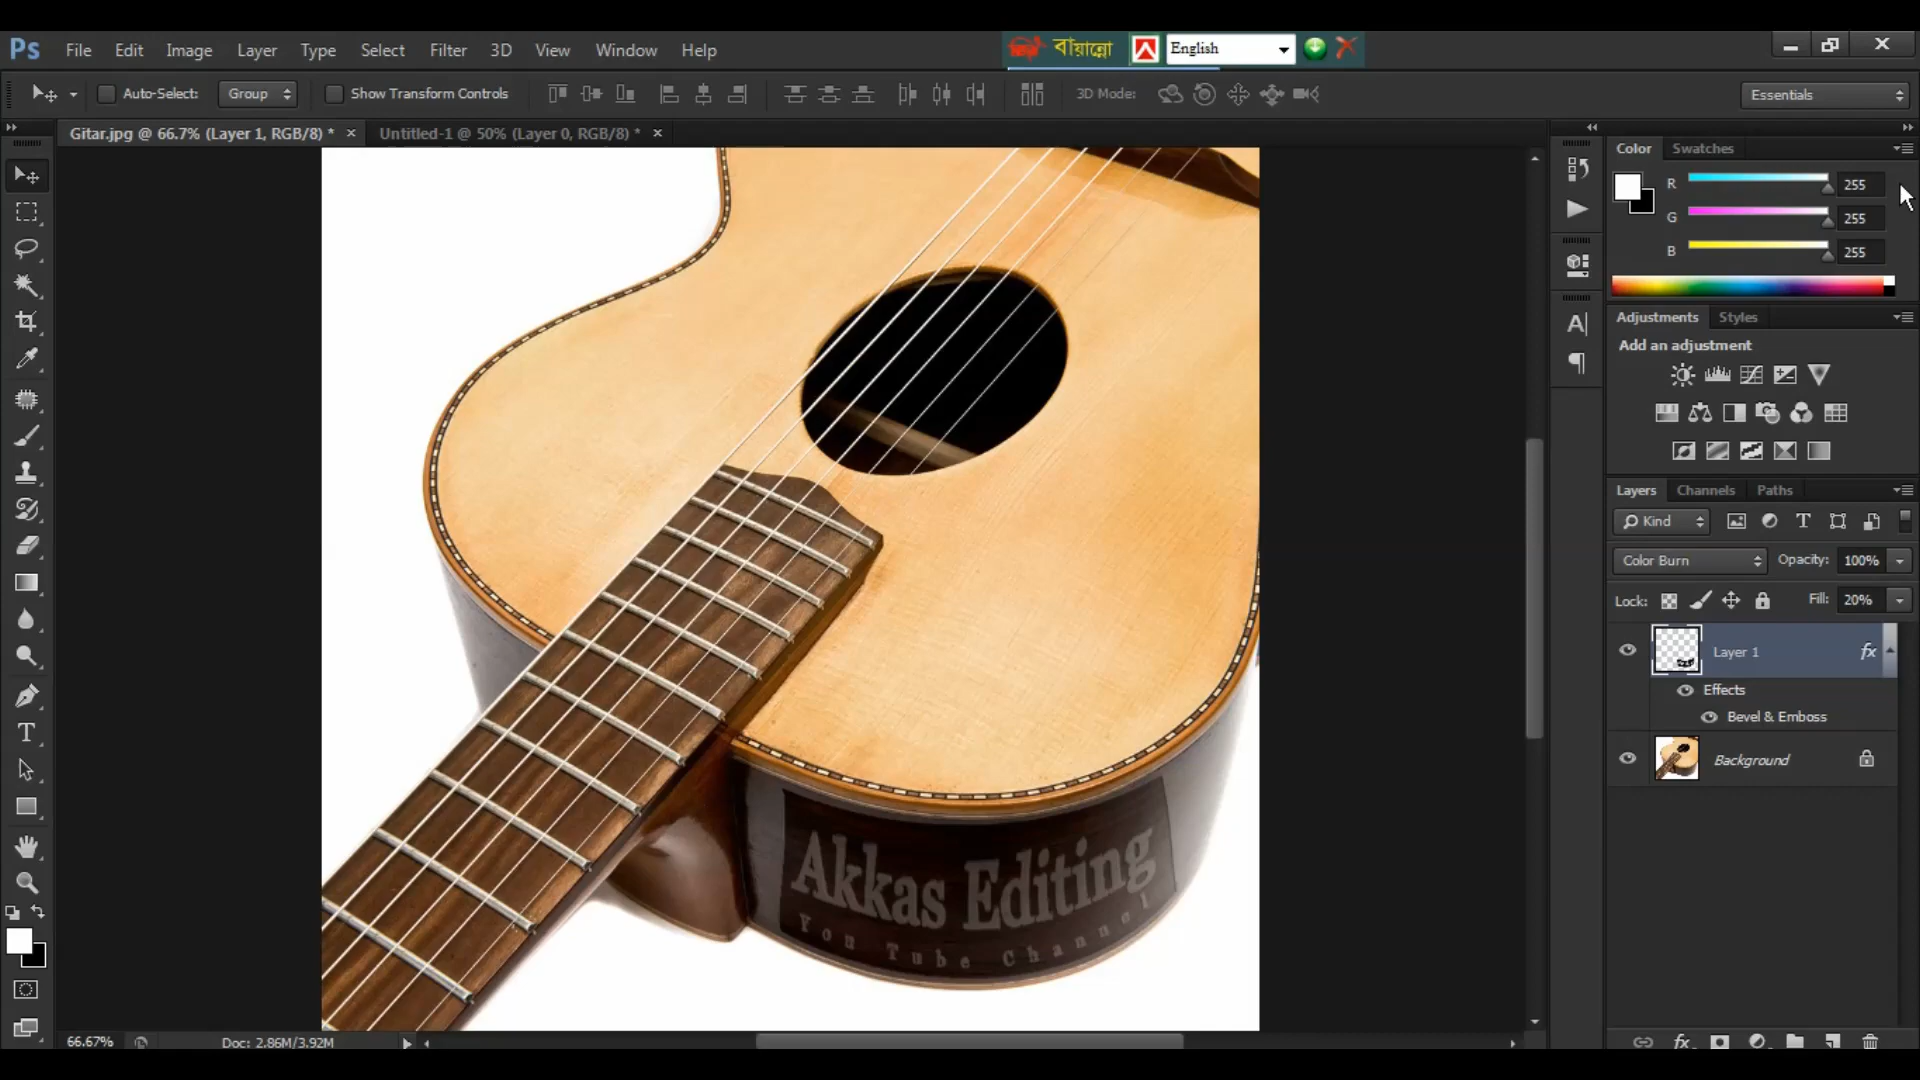 Ps File Edit Image Layer Type Select Filter 3D View Window Help বায়ান্নো English
Auto-Select: Group Show Transform Controls 3D Mode: Essentials
Gitar.jpg @ 66.7% (Layer 1, RGB/8) * × Untitled-1 @ 50% (Layer 0, RGB/8) * ×
Color Swatches
R 255
G 255
B 255
Adjustments Styles
Add an adjustment
Layers Channels Paths
Kind
Color Burn Opacity: 100%
Lock: Fill: 20%
Layer 1 fx
Effects
Bevel & Emboss
Background
Akkas Editing
You Tube Channel
66.67% Doc: 2.86M/3.92M